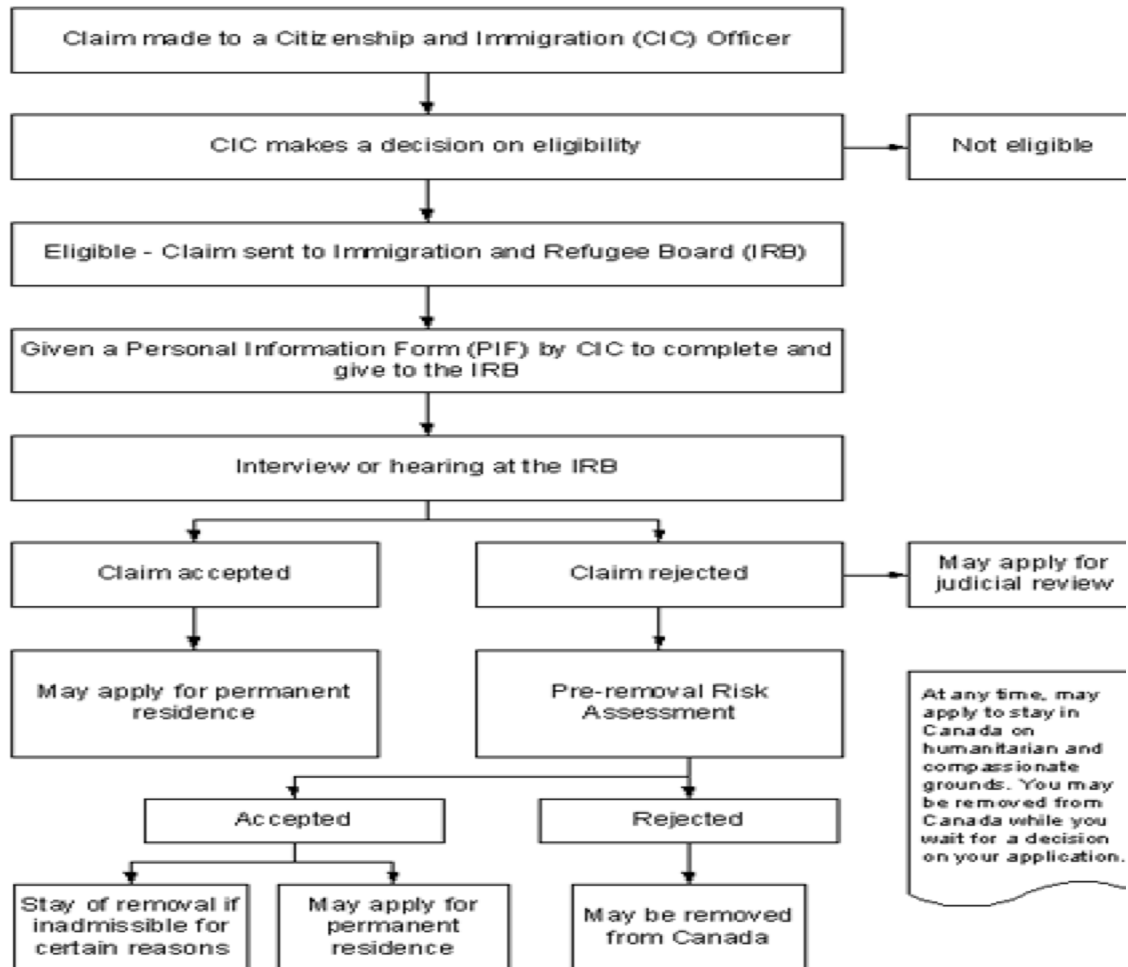 Claim made to a Citizenship and Immigration (CIC) Officer
CIC makes a decision on eligibility
Not eligible
Eligible - Claim sent to Immigration and Refugee Board (IRB)
Given a Personal Information Form (PIF) by CIC to complete and
give to the IRB
Interview or hearing at the IRB
Claim accepted
Claim rejected
May apply for
judicial review
May apply for permanent
residence
Pre-removal Risk
Assessment
At any time, may
apply to stay in
Canada on
humanitarian and
compassionate
grounds. You may
be removed from
Canada while you
wait for a decision
on your application.
Accepted
Rejected
Stay of removal if
inadmissible for
certain reasons
May apply for
permanent
residence
May be removed
from Canada